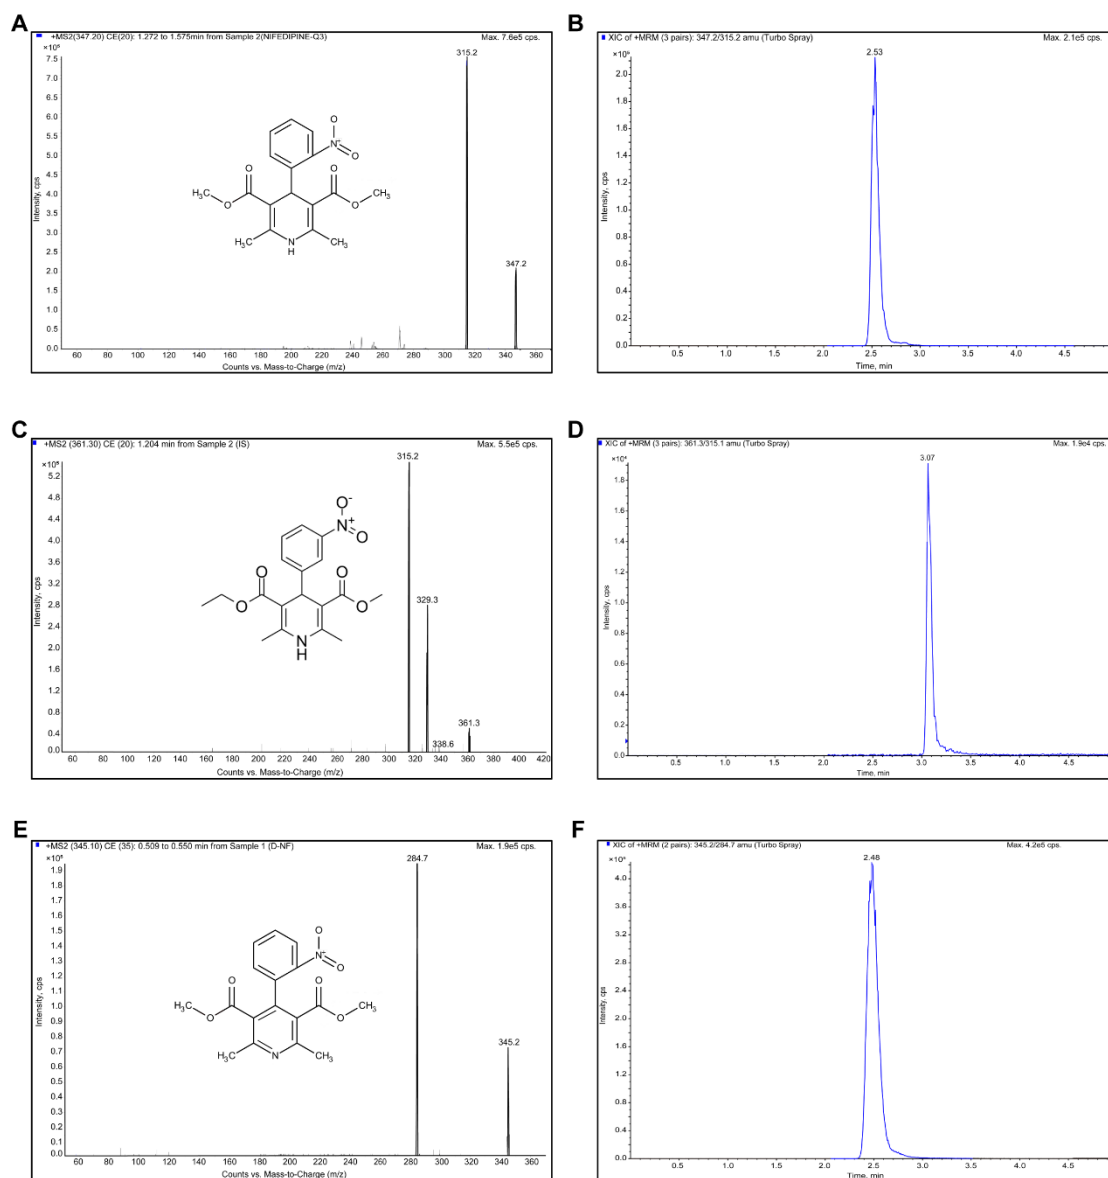 A
+MS2(347.20) CE(20): 1.272 to 1.575min from Sample 2(NIFEDIPINE-Q3) Max. 7.6e5 cps.
×10⁵
7.5
7.0
6.5
6.0
5.5
5.0
4.5
4.0
3.5
3.0
2.5
2.0
1.5
1.0
0.5
0.0
Intensity, cps
315.2
347.2
O
O
N
O
O
H₃C
O
O
CH₃
H₃C
N
H
CH₃
60 80 100 120 140 160 180 200 220 240 260 280 300 320 340 360
Counts vs. Mass-to-Charge (m/z)
B
XIC of +MRM (3 pairs): 347.2/315.2 amu (Turbo Spray) Max. 2.1e5 cps.
2.53
2.0
1.8
1.6
1.4
1.2
1.0
0.8
0.6
0.4
0.2
0.0
Intensity, cps
0.5 1.0 1.5 2.0 2.5 3.0 3.5 4.0 4.5
Time, min
C
+MS2 (361.30) CE (20): 1.204 min from Sample 2 (IS) Max. 5.5e5 cps.
5.2
4.8
4.4
4.0
3.6
3.2
2.8
2.4
2.0
1.6
1.2
0.8
0.4
0.0
Intensity, cps
315.2
329.3
338.6
361.3
O⁻
N⁺
O
O
O
O
O
N
H
60 80 100 120 140 160 180 200 220 240 260 280 300 320 340 360 380 400 420
Counts vs. Mass-to-Charge (m/z)
D
XIC of +MRM (3 pairs): 361.3/315.1 amu (Turbo Spray) Max. 1.9e4 cps.
3.07
1.8
1.6
1.4
1.2
1.0
0.8
0.6
0.4
0.2
0.0
Intensity, cps
0.5 1.0 1.5 2.0 2.5 3.0 3.5 4.0 4.5
Time, min
E
+MS2 (345.10) CE (35): 0.509 to 0.550 min from Sample 1 (D-NF) Max. 1.9e5 cps.
1.9
1.8
1.7
1.6
1.5
1.4
1.3
1.2
1.1
1.0
0.9
0.8
0.7
0.6
0.5
0.4
0.3
0.2
0.1
0.0
Intensity, cps
284.7
345.2
O
N⁺
O
O
O
H₃C
O
O
CH₃
H₃C
N
CH₃
60 80 100 120 140 160 180 200 220 240 260 280 300 320 340 360
Counts vs. Mass-to-Charge (m/z)
F
XIC of +MRM (2 pairs): 345.2/284.7 amu (Turbo Spray) Max. 4.2e5 cps.
2.48
4.0
3.6
3.2
2.8
2.4
2.0
1.6
1.2
0.8
0.4
0.0
Intensity, cps
0.5 1.0 1.5 2.0 2.5 3.0 3.5 4.0 4.5
Time, min